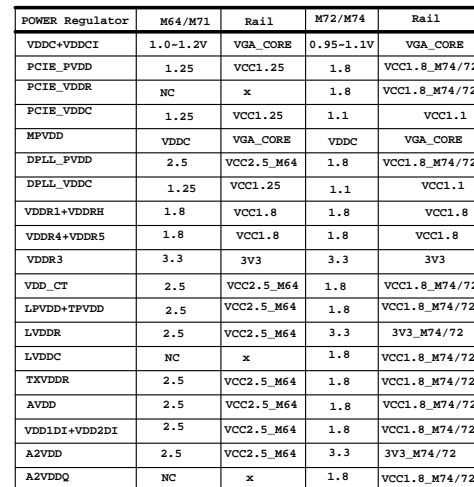 POWER Regulator M64/M71 Rail M72/M74 Rail
VDDC+VDDCI 1.0~1.2V VGA_CORE 0.95~1.1V VGA_CORE
PCIE_PVDD 1.25 VCC1.25 1.8 VCC1.8_M74/72
PCIE_VDDR NC x 1.8 VCC1.8_M74/72
PCIE_VDDC 1.25 VCC1.25 1.1 VCC1.1
MPVDD VDDC VGA_CORE VDDC VGA_CORE
DPLL_PVDD 2.5 VCC2.5_M64 1.8 VCC1.8_M74/72
DPLL_VDDC 1.25 VCC1.25 1.1 VCC1.1
VDDR1+VDDRH 1.8 VCC1.8 1.8 VCC1.8
VDDR4+VDDR5 1.8 VCC1.8 1.8 VCC1.8
VDDR3 3.3 3V3 3.3 3V3
VDD_CT 2.5 VCC2.5_M64 1.8 VCC1.8_M74/72
LPVDD+TPVDD 2.5 VCC2.5_M64 1.8 VCC1.8_M74/72
LVDDR 2.5 VCC2.5_M64 3.3 3V3_M74/72
LVDDC NC x 1.8 VCC1.8_M74/72
TXVDDR 2.5 VCC2.5_M64 1.8 VCC1.8_M74/72
AVDD 2.5 VCC2.5_M64 1.8 VCC1.8_M74/72
VDD1DI+VDD2DI 2.5 VCC2.5_M64 1.8 VCC1.8_M74/72
A2VDD 2.5 VCC2.5_M64 3.3 3V3_M74/72
A2VDDQ NC x 1.8 VCC1.8_M74/72